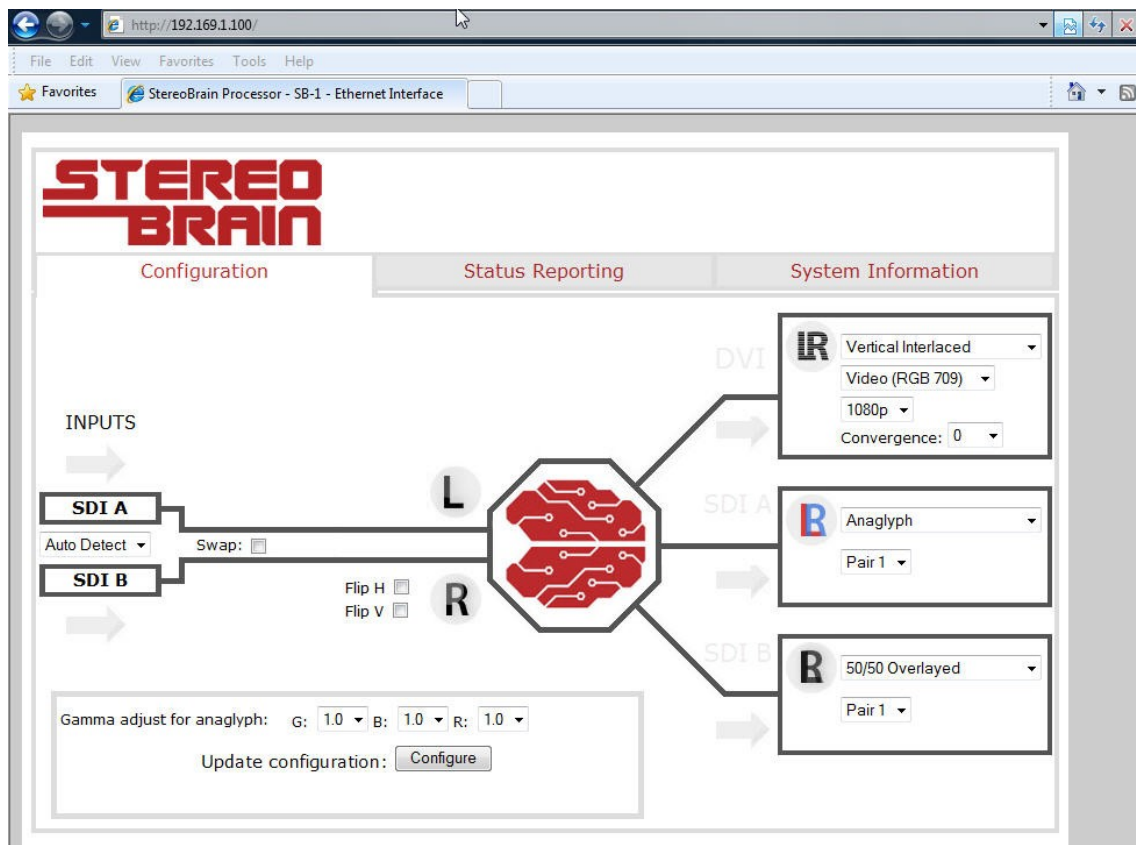 http://192.169.1.100/
File Edit View Favorites Tools Help
Favorites
StereoBrain Processor - SB-1 - Ethernet Interface
STEREO
BRAIN
Configuration
Status Reporting
System Information
INPUTS
SDI A
Auto Detect
Swap:
SDI B
Flip H
Flip V
L
R
DVI
LR
Vertical Interlaced
Video (RGB 709)
1080p
Convergence: 0
SDI A
LR
Anaglyph
Pair 1
SDI B
R
50/50 Overlayed
Pair 1
Gamma adjust for anaglyph: G: 1.0 B: 1.0 R: 1.0
Update configuration: Configure